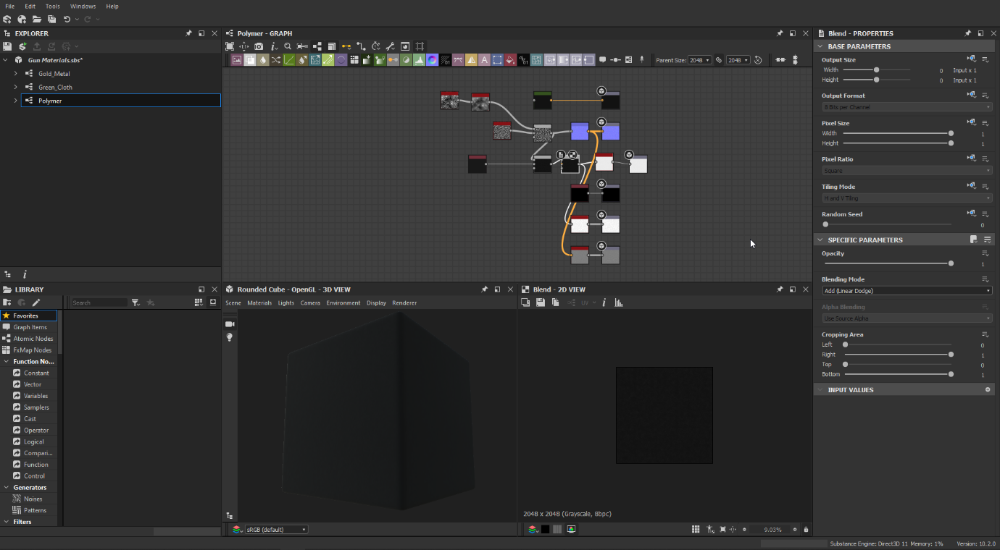 File Edit Tools Windows Help
EXPLORER
Gun Materials.sbs*
Gold_Metal
Green_Cloth
Polymer
Polymer - GRAPH
Parent Size: 2048
2048
LIBRARY
Search
Favorites
Graph Items
Atomic Nodes
FxMap Nodes
Function No...
Constant
Vector
Variables
Samplers
Cast
Operator
Logical
Compari...
Function
Control
Generators
Noises
Patterns
Filters
Rounded Cube - OpenGL - 3D VIEW
Scene Materials Lights Camera Environment Display Renderer
sRGB (default)
Blend - 2D VIEW
UV
2048 x 2048 (Grayscale, 8bpc)
9.03%
Blend - PROPERTIES
BASE PARAMETERS
Output Size
Width 0 Input x 1
Height 0 Input x 1
Output Format
8 Bits per Channel
Pixel Size
Width 1
Height 1
Pixel Ratio
Square
Tiling Mode
H and V Tiling
Random Seed
0
SPECIFIC PARAMETERS
Opacity
1
Blending Mode
Add (Linear Dodge)
Alpha Blending
Use Source Alpha
Cropping Area
Left 0
Right 1
Top 0
Bottom 1
INPUT VALUES
Substance Engine: Direct3D 11 Memory: 1% Version: 10.2.0